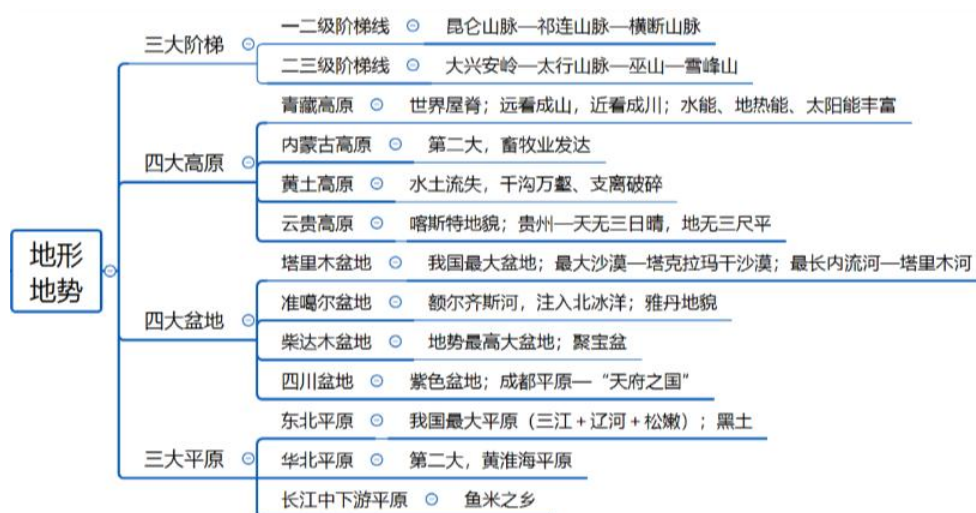 地形
地势
三大阶梯
一二级阶梯线
昆仑山脉—祁连山脉—横断山脉
二三级阶梯线
大兴安岭—太行山脉—巫山—雪峰山
四大高原
青藏高原
世界屋脊；远看成山，近看成川；水能、地热能、太阳能丰富
内蒙古高原
第二大，畜牧业发达
黄土高原
水土流失，千沟万壑、支离破碎
云贵高原
喀斯特地貌；贵州—天无三日晴，地无三尺平
四大盆地
塔里木盆地
我国最大盆地；最大沙漠—塔克拉玛干沙漠；最长内流河—塔里木河
准噶尔盆地
额尔齐斯河，注入北冰洋；雅丹地貌
柴达木盆地
地势最高大盆地；聚宝盆
四川盆地
紫色盆地；成都平原—“天府之国”
三大平原
东北平原
我国最大平原（三江+辽河+松嫩）；黑土
华北平原
第二大，黄淮海平原
长江中下游平原
鱼米之乡